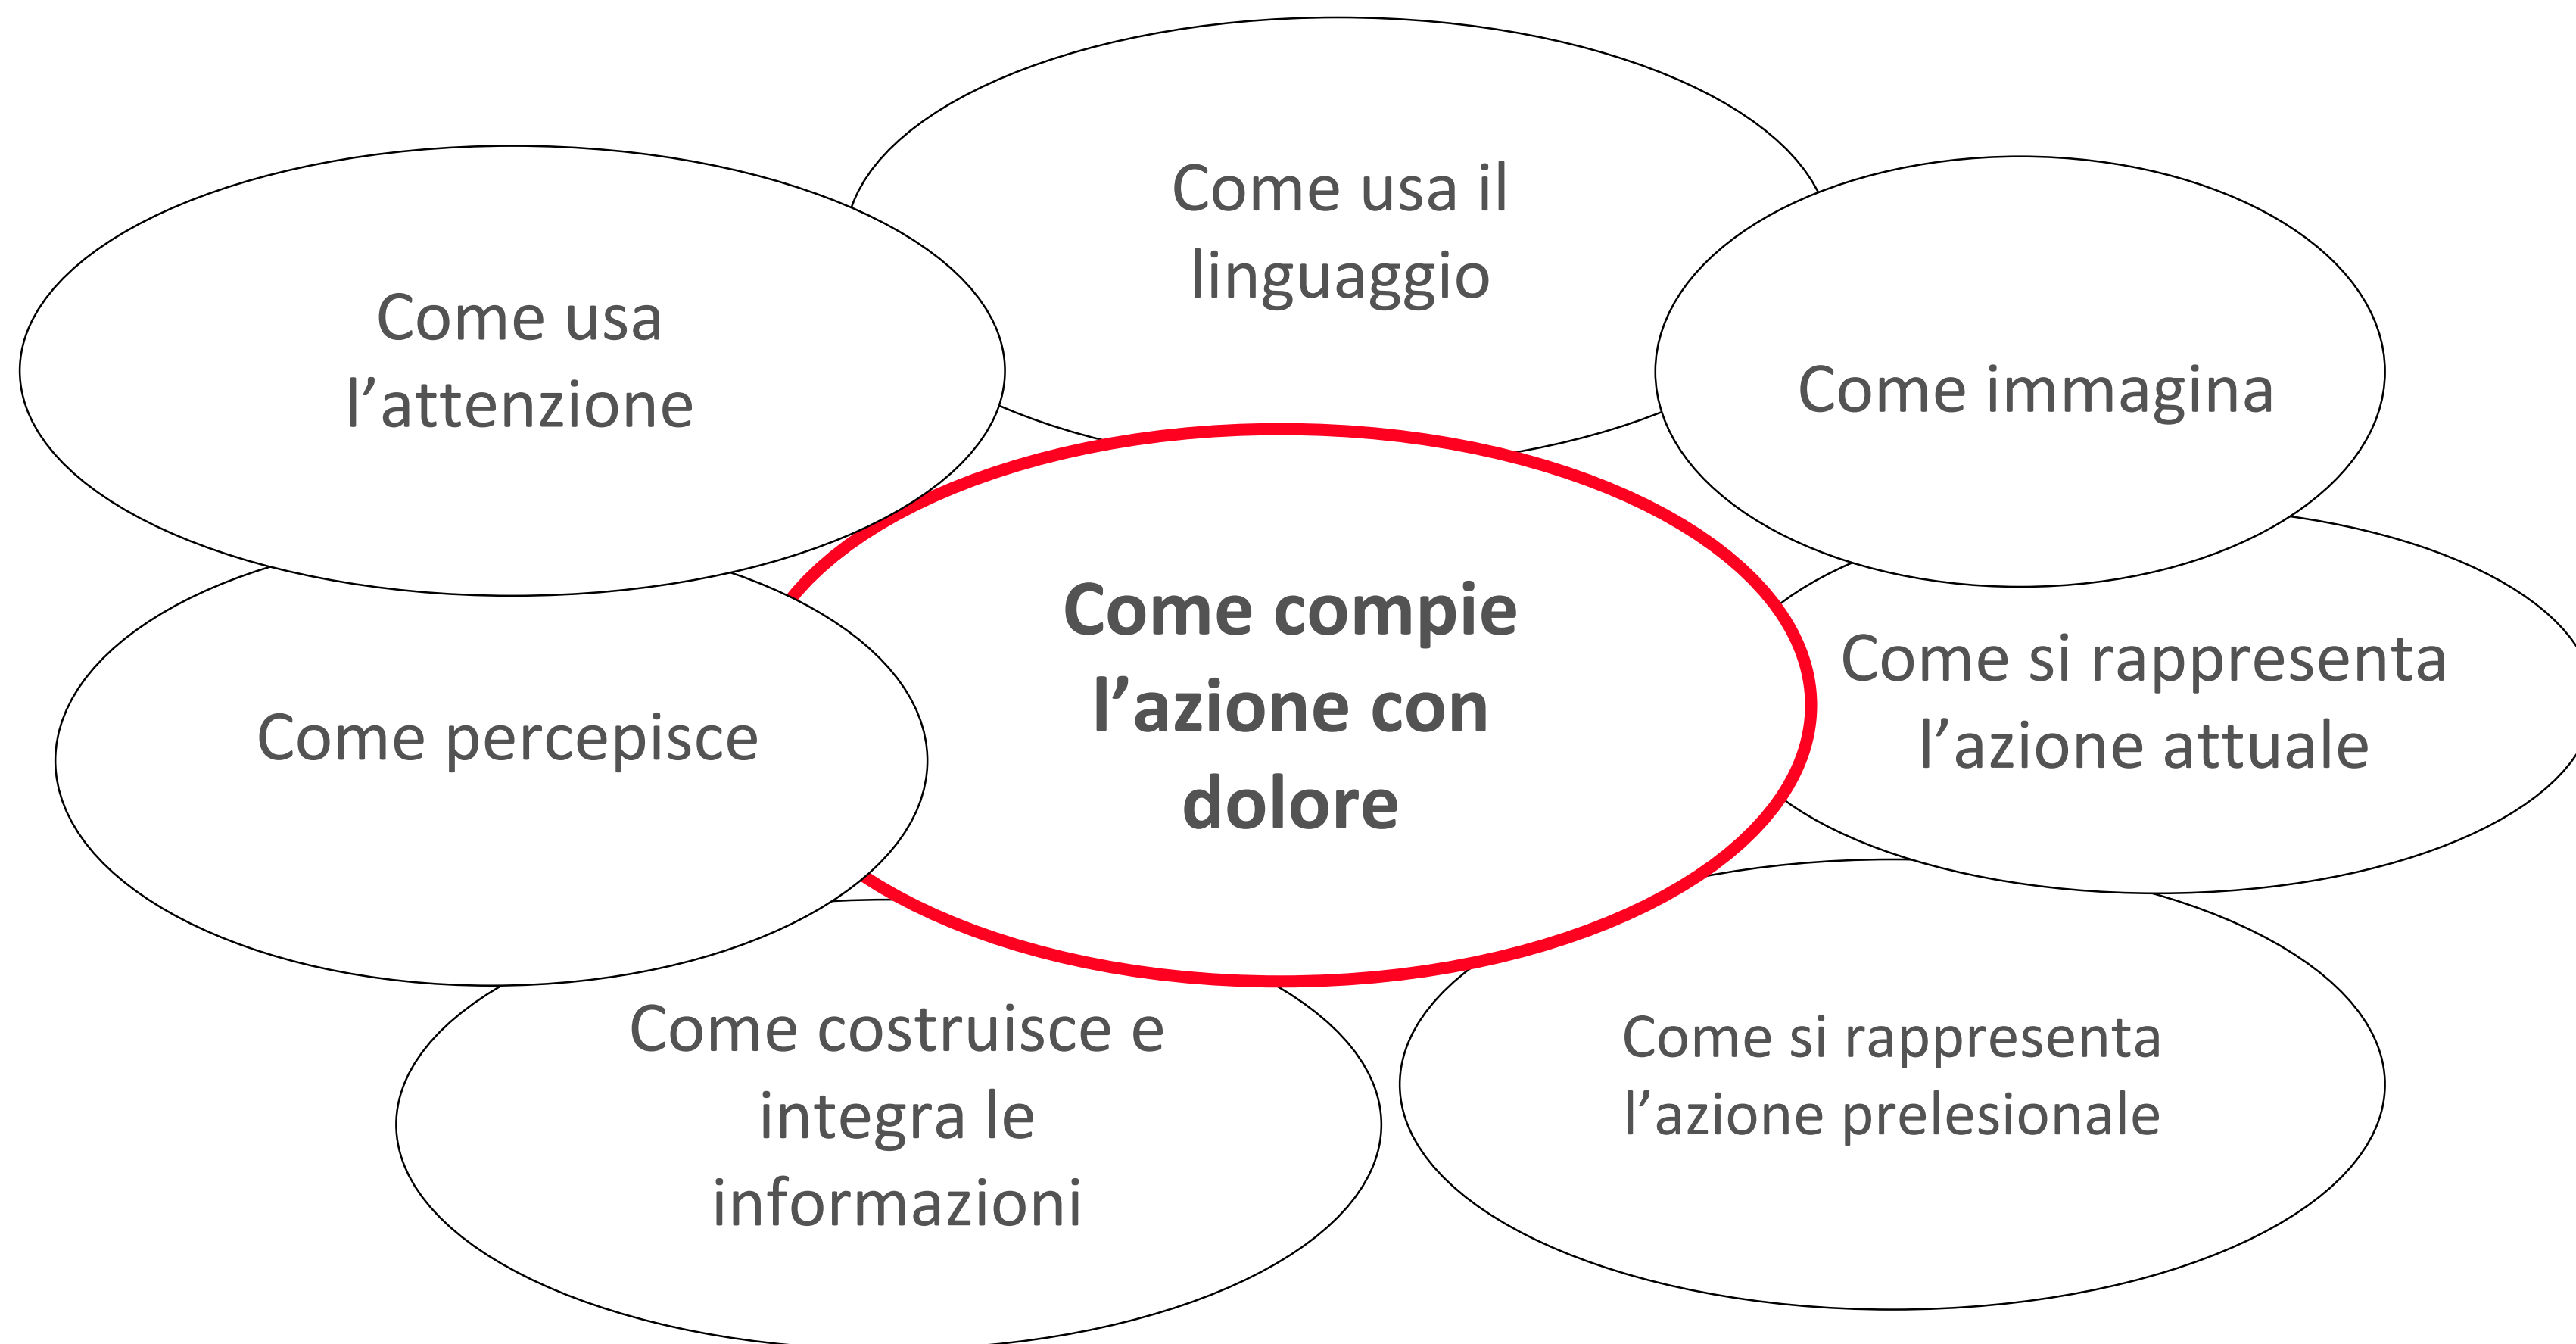 Come usa il
linguaggio
Come usa
l’attenzione
Come immagina
Come compie
l’azione con
dolore
Come si rappresenta
l’azione attuale
Come percepisce
Come costruisce e
integra le
informazioni
Come si rappresenta
l’azione prelesionale